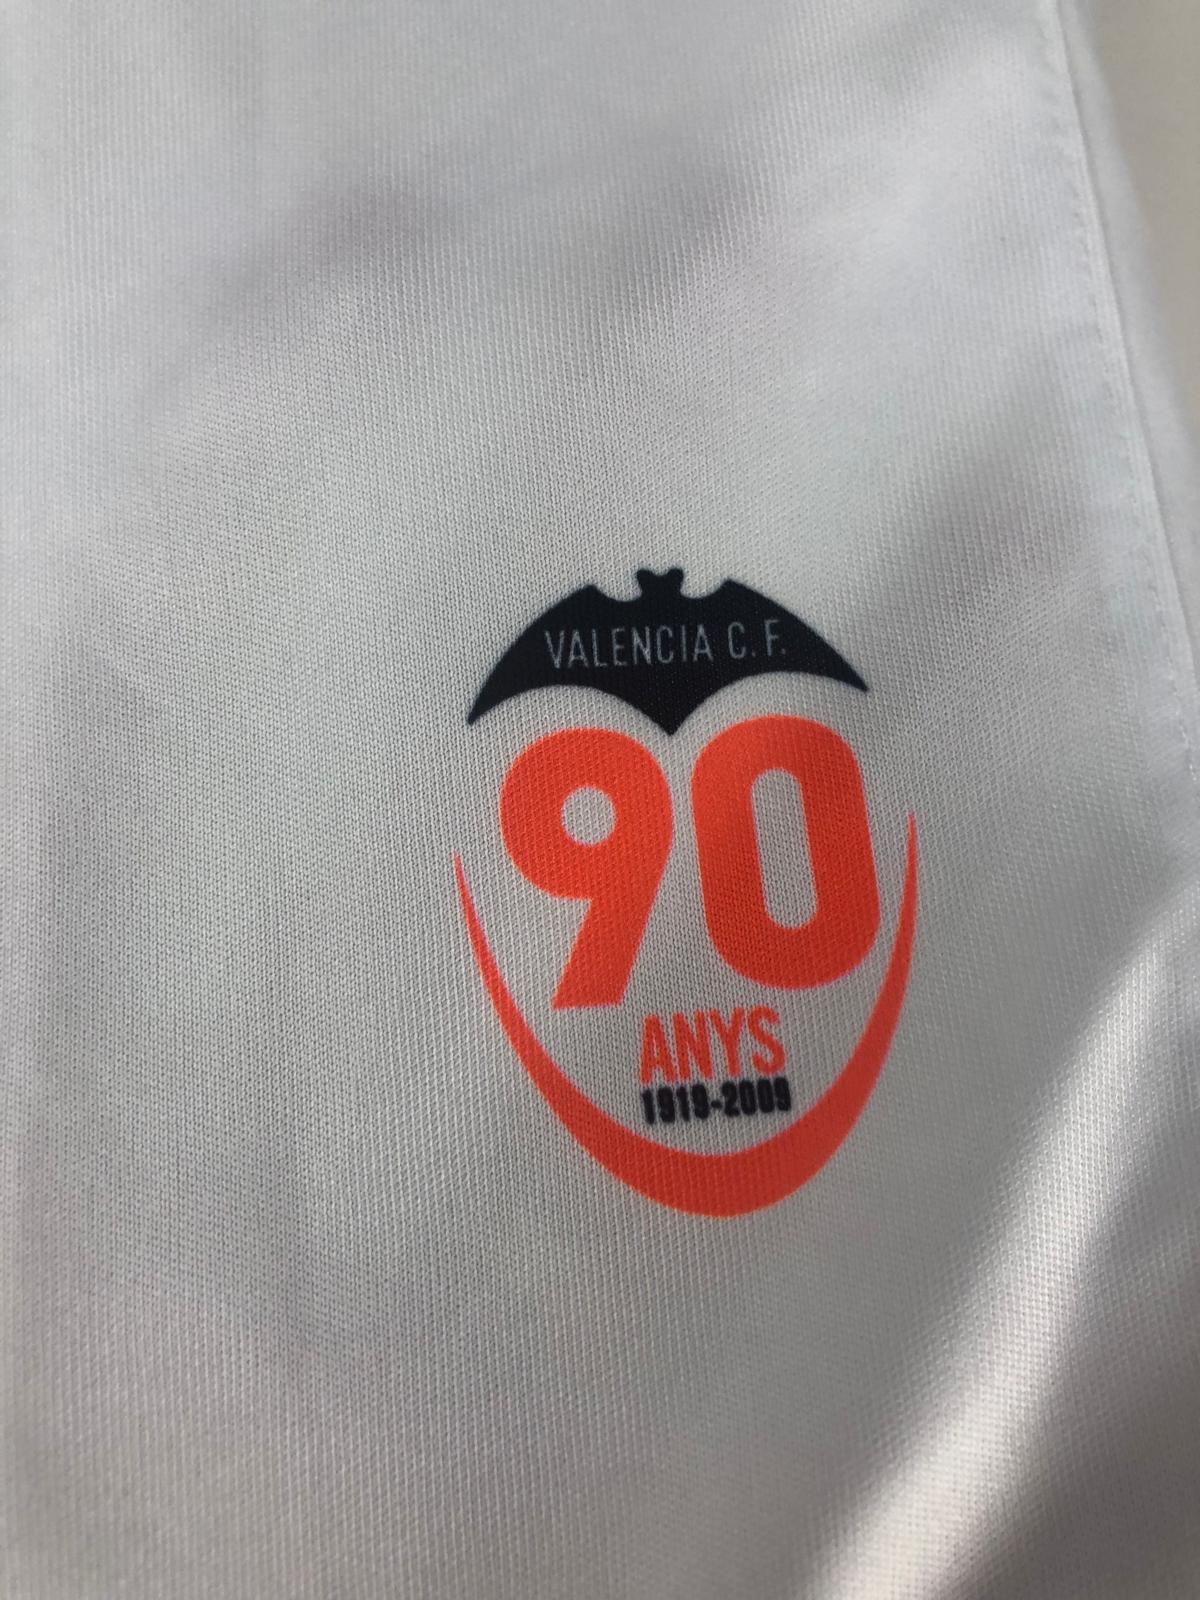 VALENCIA C.F.
90
ANYS
1919-2009